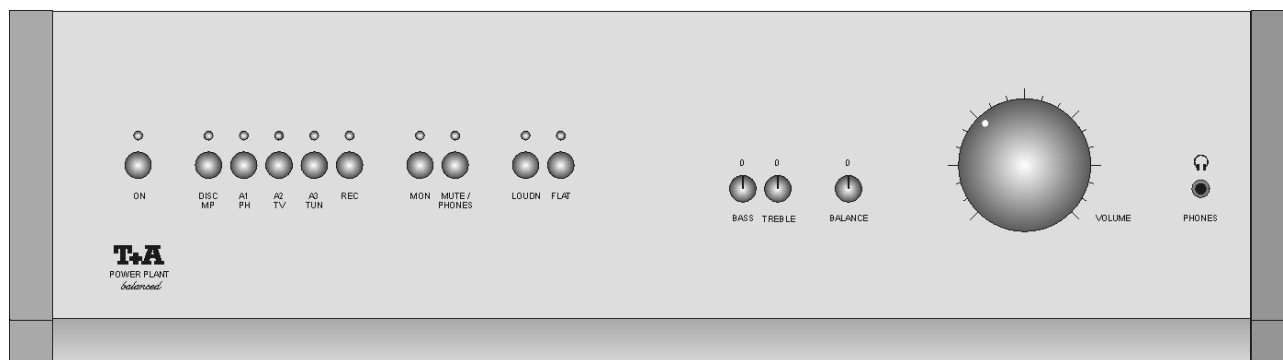 0 0 0
ON DISC A1 A2 A3 REC MON MUTE / LOUDN FLAT
MP PH TV TUN PHONES
BASS TREBLE BALANCE VOLUME PHONES
T+A
POWER PLANT
balanced